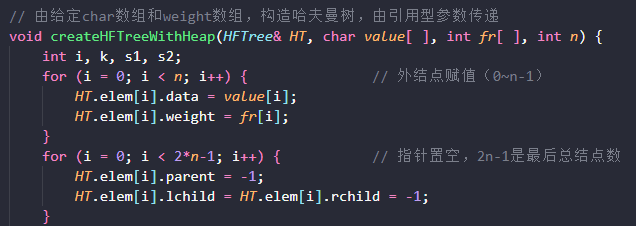 // 由给定char数组和weight数组，构造哈夫曼树，由引用型参数传递
void createHFTreeWithHeap(HFTree& HT, char value[ ], int fr[ ], int n) {
    int i, k, s1, s2;
    for (i = 0; i < n; i++) {                // 外结点赋值（0~n-1）
        HT.elem[i].data = value[i];
        HT.elem[i].weight = fr[i];
    }
    for (i = 0; i < 2*n-1; i++) {            // 指针置空，2n-1是最后总结点数
        HT.elem[i].parent = -1;
        HT.elem[i].lchild = HT.elem[i].rchild = -1;
    }